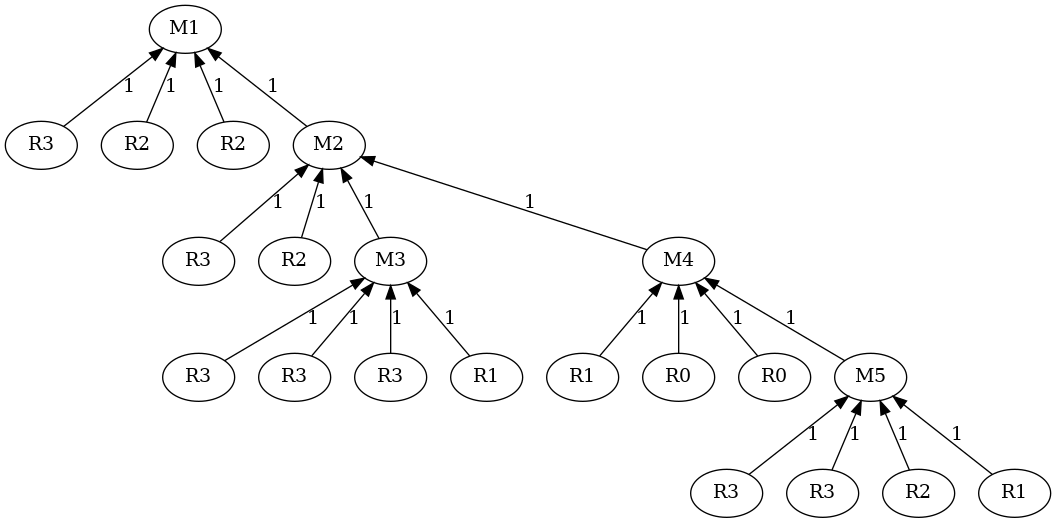 M1
1 1 1 1
R3 R2 R2 M2
1 1 1 1
R3 R2 M3 M4
1 1 1 1 1 1 1 1
R3 R3 R3 R1 R1 R0 R0 M5
1 1 1 1
R3 R3 R2 R1